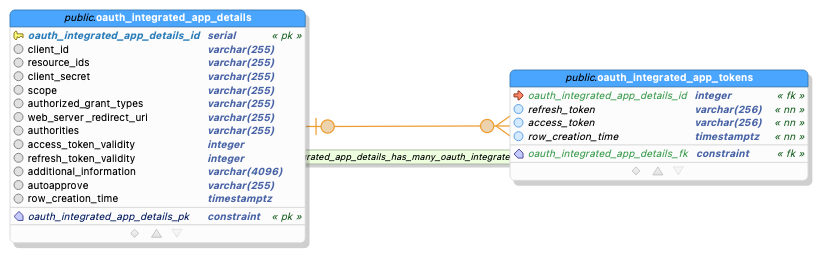 public.oauth_integrated_app_details
oauth_integrated_app_details_id serial « pk »
client_id varchar(255)
resource_ids varchar(255)
client_secret varchar(255)
scope varchar(255)
authorized_grant_types varchar(255)
web_server_redirect_uri varchar(255)
authorities varchar(255)
access_token_validity integer
refresh_token_validity integer
additional_information varchar(4096)
autoapprove varchar(255)
row_creation_time timestamptz
oauth_integrated_app_details_pk constraint « pk »
rated_app_details_has_many_oauth_integrate
public.oauth_integrated_app_tokens
oauth_integrated_app_details_id integer « fk »
refresh_token varchar(256) « nn »
access_token varchar(256) « nn »
row_creation_time timestamptz « nn »
oauth_integrated_app_details_fk constraint « fk »